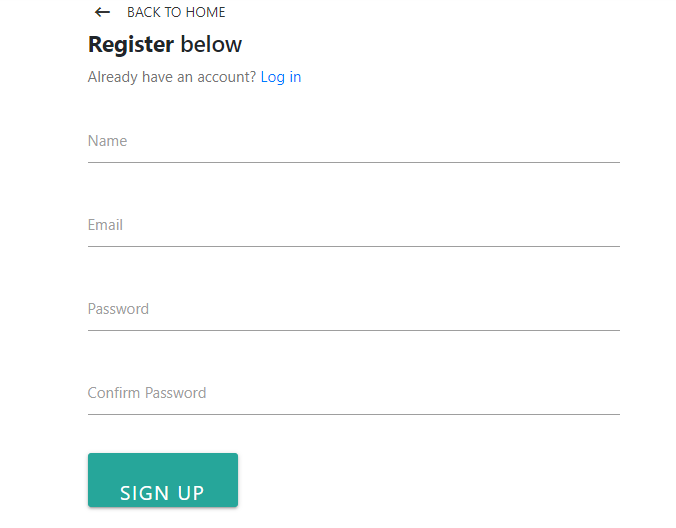 BACK TO HOME
Register below
Already have an account? Log in
Name
Email
Password
Confirm Password
SIGN UP